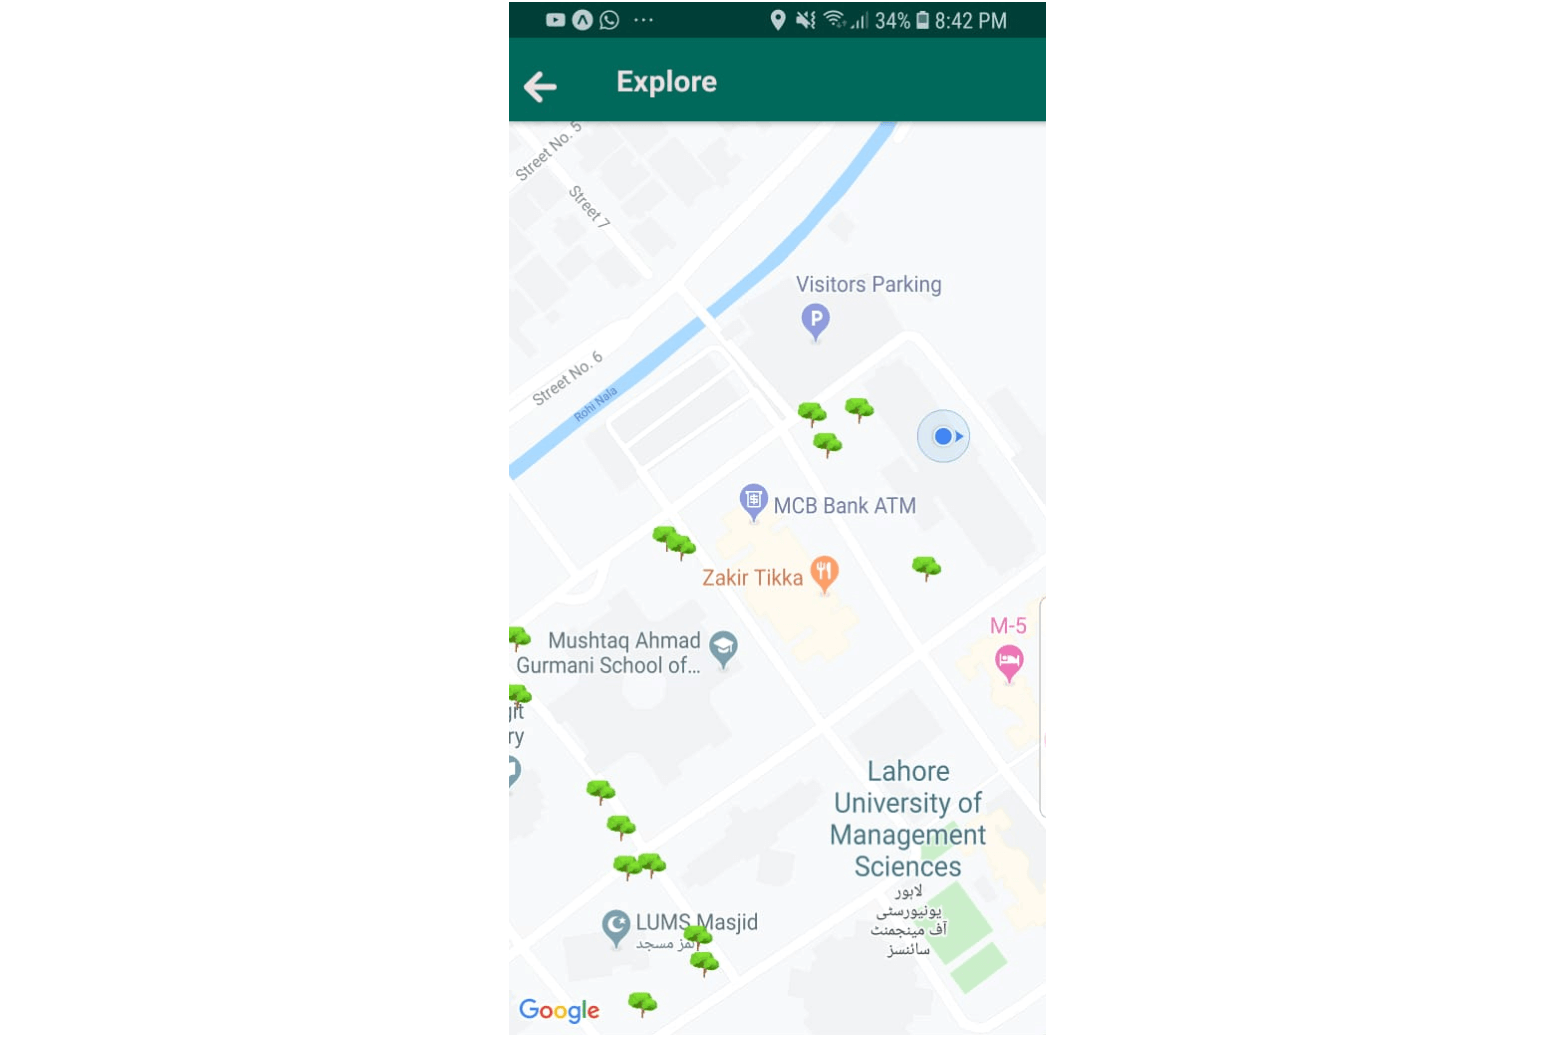 34% 8:42 PM
Explore
Street No. 5
Street 7
Visitors Parking
P
Street No. 6
Rohi Nala
MCB Bank ATM
Zakir Tikka
M-5
Mushtaq Ahmad
Gurmani School of...
ry
Lahore
University of
Management
Sciences
لاہور
یونیورسٹی
آف مینجمنٹ
سائنسز
LUMS Masjid
لمز مسجد
Google